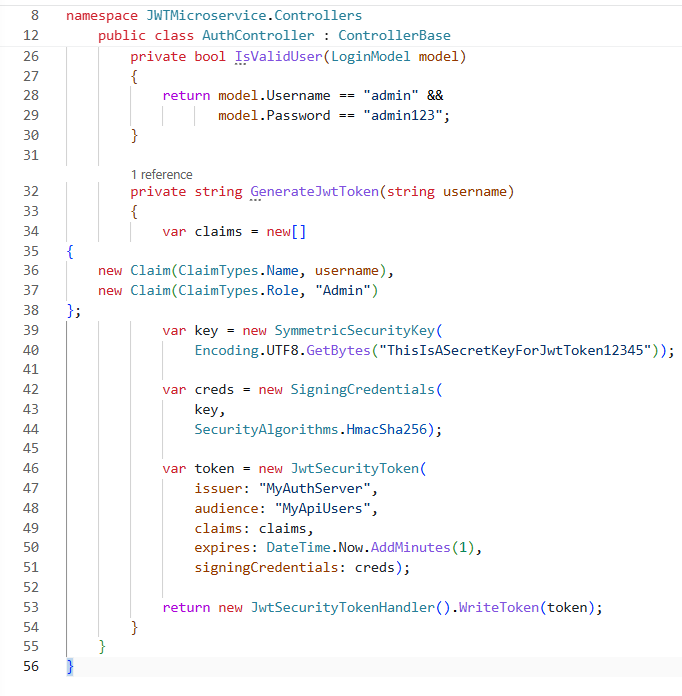 8 namespace JWTMicroservice.Controllers
12 public class AuthController : ControllerBase
26 private bool IsValidUser(LoginModel model)
27 {
28 return model.Username == "admin" &&
29 model.Password == "admin123";
30 }
31
1 reference
32 private string GenerateJwtToken(string username)
33 {
34 var claims = new[]
35 {
36 new Claim(ClaimTypes.Name, username),
37 new Claim(ClaimTypes.Role, "Admin")
38 };
39 var key = new SymmetricSecurityKey(
40 Encoding.UTF8.GetBytes("ThisIsASecretKeyForJwtToken12345"));
41
42 var creds = new SigningCredentials(
43 key,
44 SecurityAlgorithms.HmacSha256);
45
46 var token = new JwtSecurityToken(
47 issuer: "MyAuthServer",
48 audience: "MyApiUsers",
49 claims: claims,
50 expires: DateTime.Now.AddMinutes(1),
51 signingCredentials: creds);
52
53 return new JwtSecurityTokenHandler().WriteToken(token);
54 }
55 }
56 }